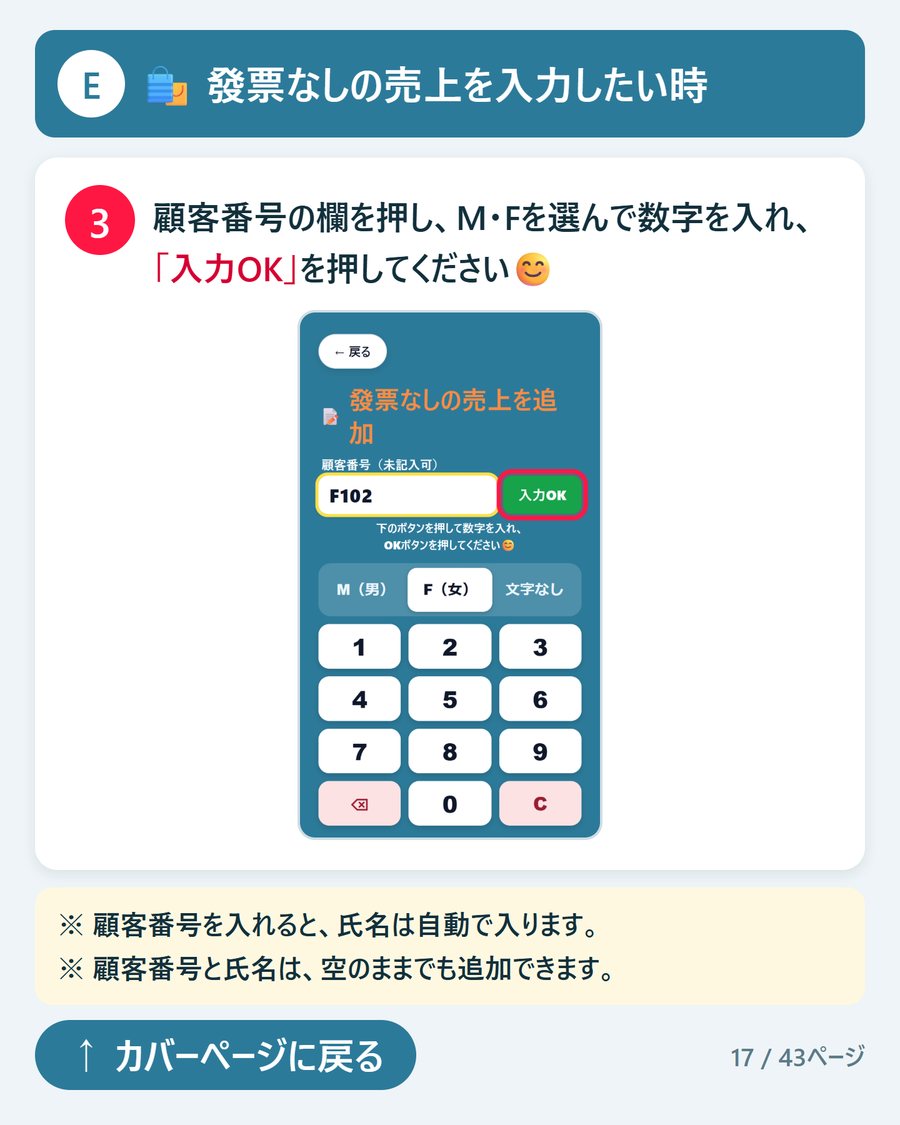 E 🛍️ 發票なしの売上を入力したい時
3 顧客番号の欄を押し、M・Fを選んで数字を入れ、
「入力OK」を押してください😊
← 戻る
📝 發票なしの売上を追
加
顧客番号（未記入可）
F102 入力OK
下のボタンを押して数字を入れ、
OKボタンを押してください😊
M（男） F（女） 文字なし
1 2 3
4 5 6
7 8 9
⌫ 0 C
※ 顧客番号を入れると、氏名は自動で入ります。
※ 顧客番号と氏名は、空のままでも追加できます。
↑ カバーページに戻る 17 / 43ページ